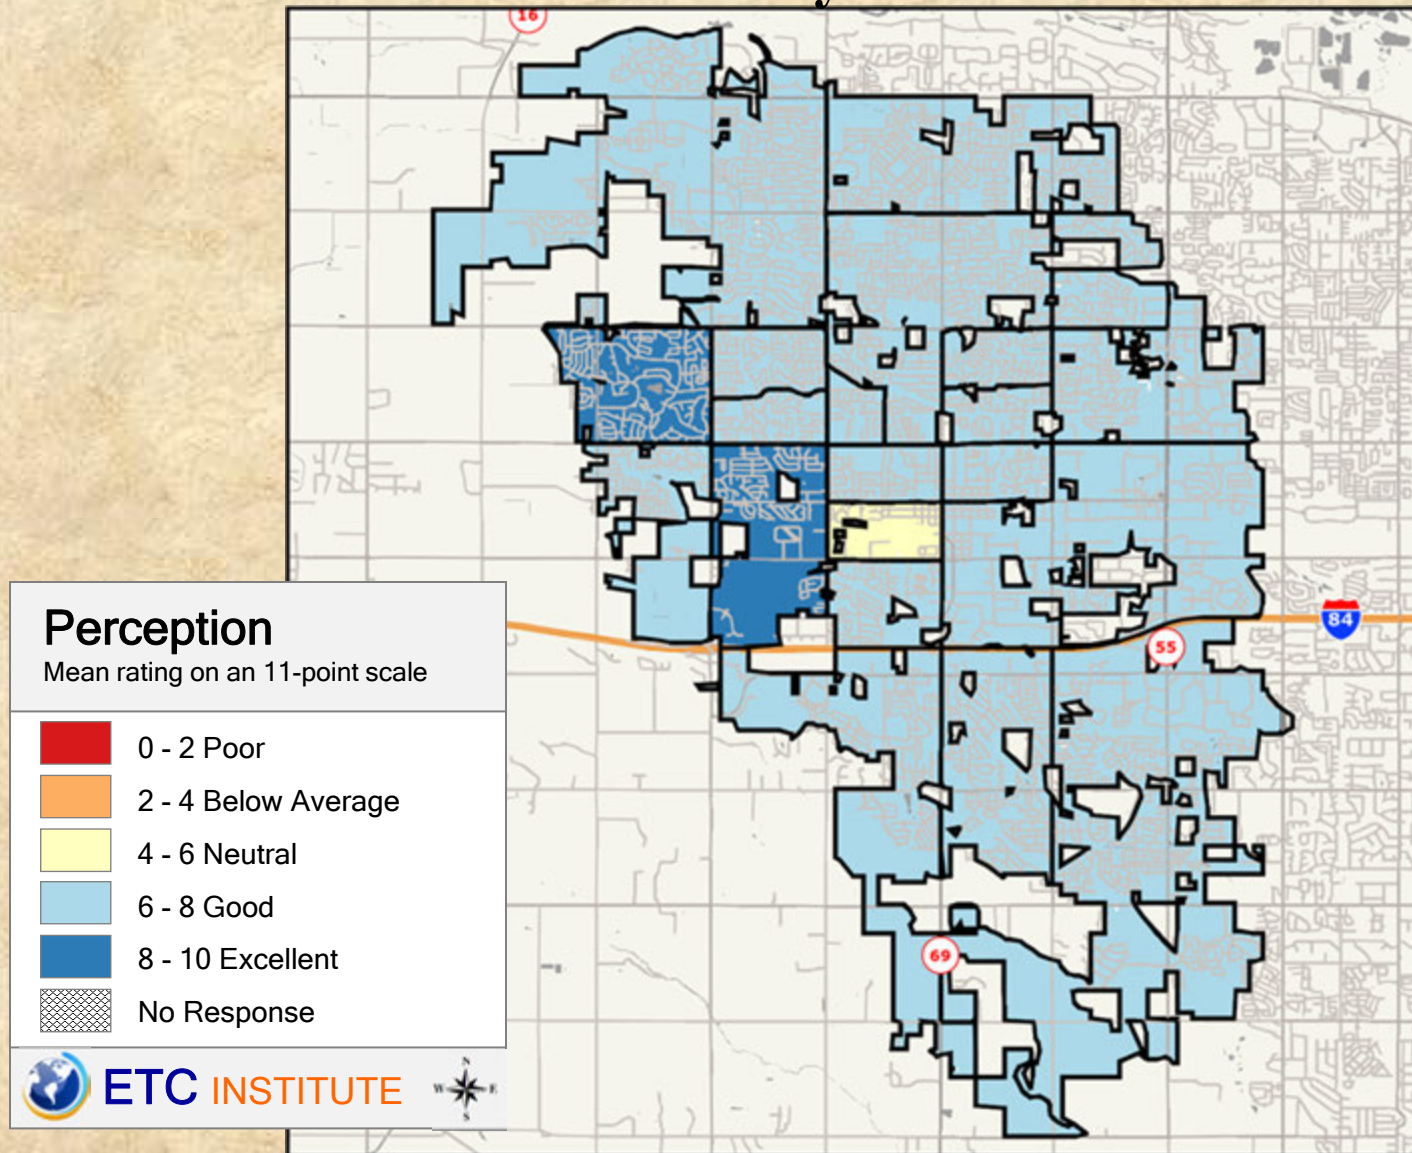 16
84
55
69
Perception
Mean rating on an 11-point scale
0 - 2 Poor
2 - 4 Below Average
4 - 6 Neutral
6 - 8 Good
8 - 10 Excellent
No Response
ETC INSTITUTE
N
W E
S